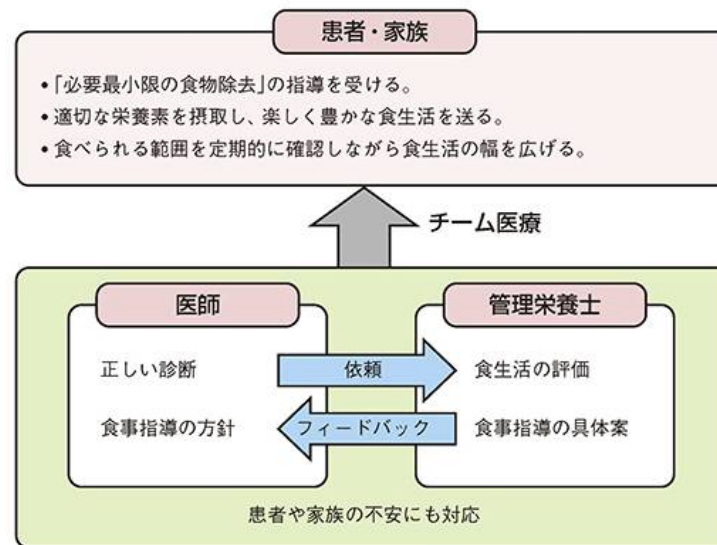 患者・家族
• 「必要最小限の食物除去」の指導を受ける。
• 適切な栄養素を摂取し、楽しく豊かな食生活を送る。
• 食べられる範囲を定期的に確認しながら食生活の幅を広げる。
チーム医療
医師
管理栄養士
正しい診断
依頼
食生活の評価
食事指導の方針
フィードバック
食事指導の具体案
患者や家族の不安にも対応